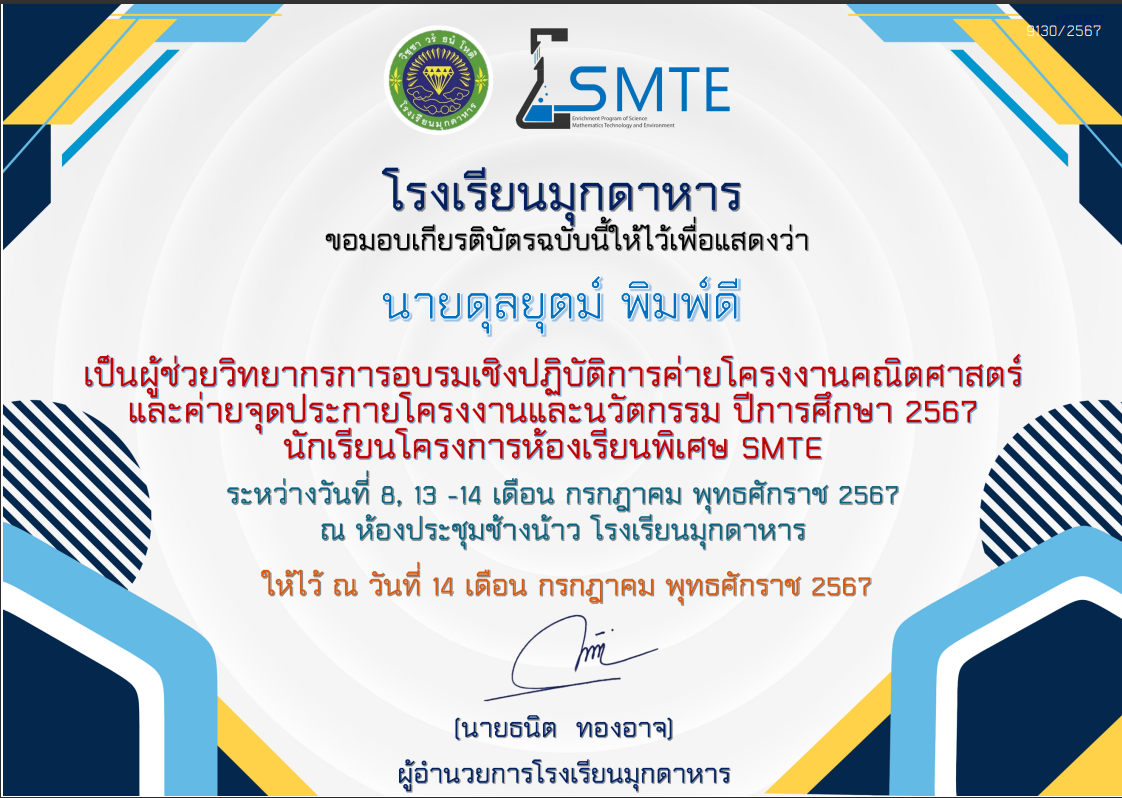 9130/2567
วิชชา วรํ ธนํ โหติ
โรงเรียนมุกดาหาร
SMTE
Enrichment Program of Science
Mathematics Technology and Environment
โรงเรียนมุกดาหาร
ขอมอบเกียรติบัตรฉบับนี้ให้ไว้เพื่อแสดงว่า
นายดุลยุตม์ พิมพ์ดี
เป็นผู้ช่วยวิทยากรการอบรมเชิงปฏิบัติการค่ายโครงงานคณิตศาสตร์
และค่ายจุดประกายโครงงานและนวัตกรรม ปีการศึกษา 2567
นักเรียนโครงการห้องเรียนพิเศษ SMTE
ระหว่างวันที่ 8, 13 -14 เดือน กรกฎาคม พุทธศักราช 2567
ณ ห้องประชุมช้างน้าว โรงเรียนมุกดาหาร
ให้ไว้ ณ วันที่ 14 เดือน กรกฎาคม พุทธศักราช 2567
(นายธนิต ทองอาจ)
ผู้อำนวยการโรงเรียนมุกดาหาร